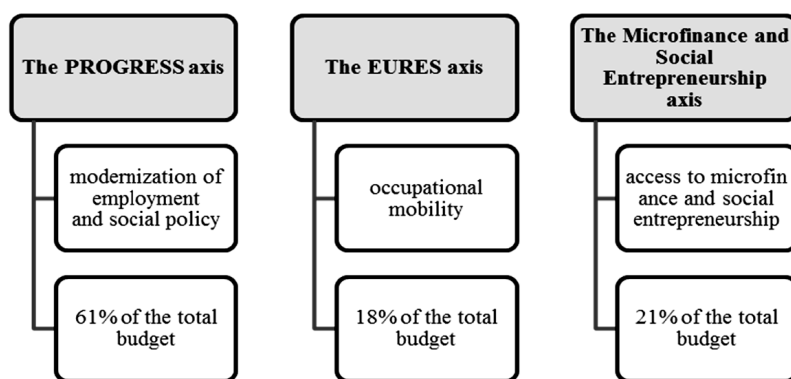 The PROGRESS axis
modernization of
employment
and social policy
61% of the total
budget
The EURES axis
occupational
mobility
18% of the total
budget
The Microfinance and
Social
Entrepreneurship
axis
access to microfin
ance and social
entrepreneurship
21% of the total
budget